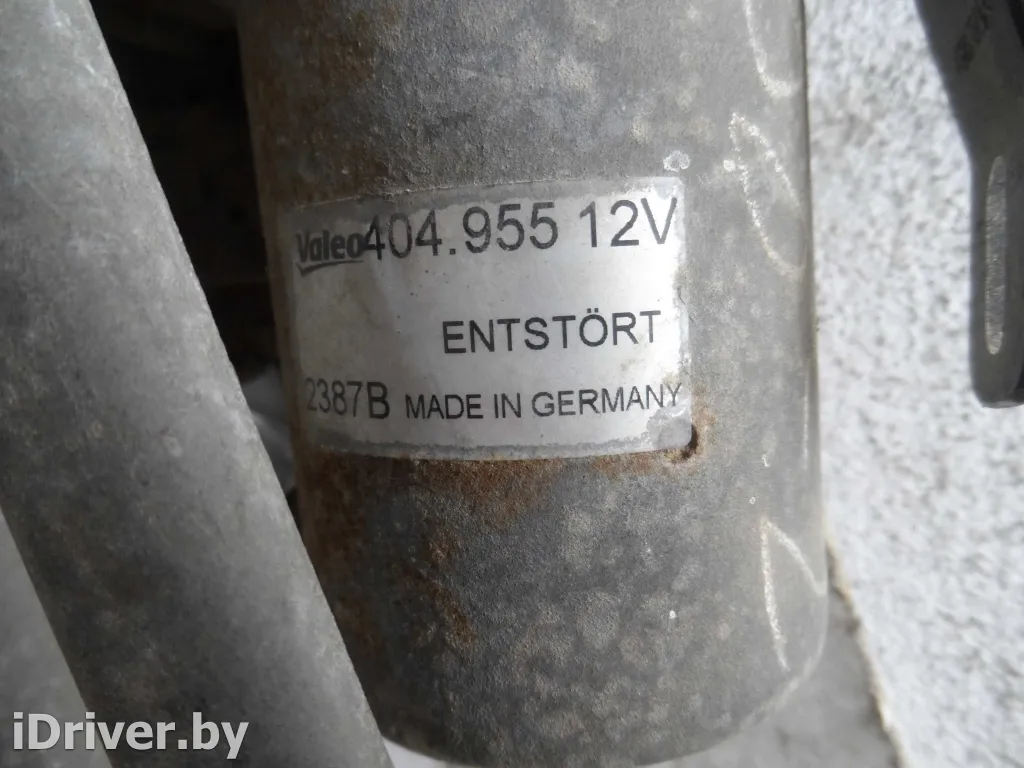 Valeo 404.955 12V
ENTSTÖRT
2387B MADE IN GERMANY
iDriver.by